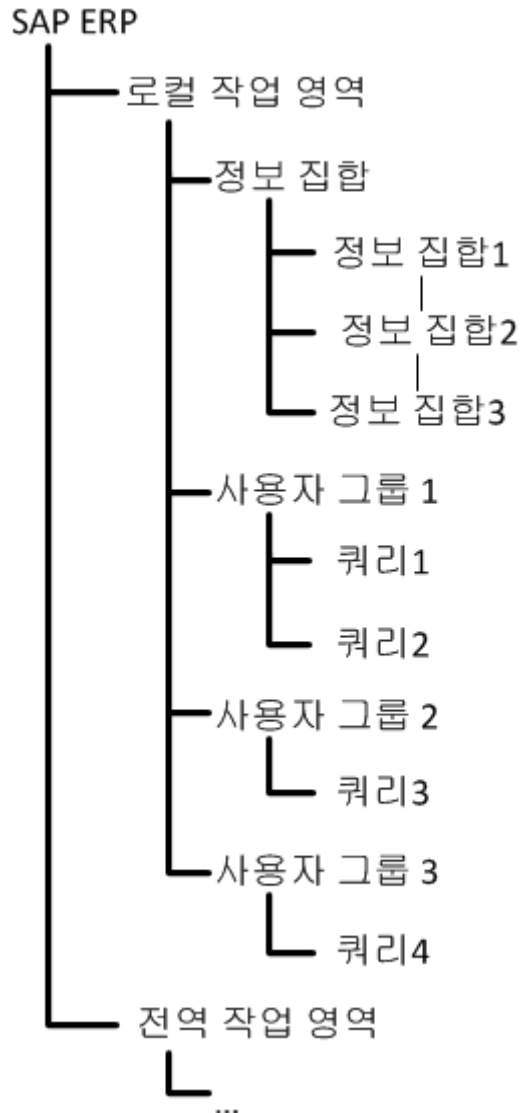 SAP ERP
로컬 작업 영역
정보 집합
정보 집합1
정보 집합2
정보 집합3
사용자 그룹 1
쿼리1
쿼리2
사용자 그룹 2
쿼리3
사용자 그룹 3
쿼리4
전역 작업 영역
...